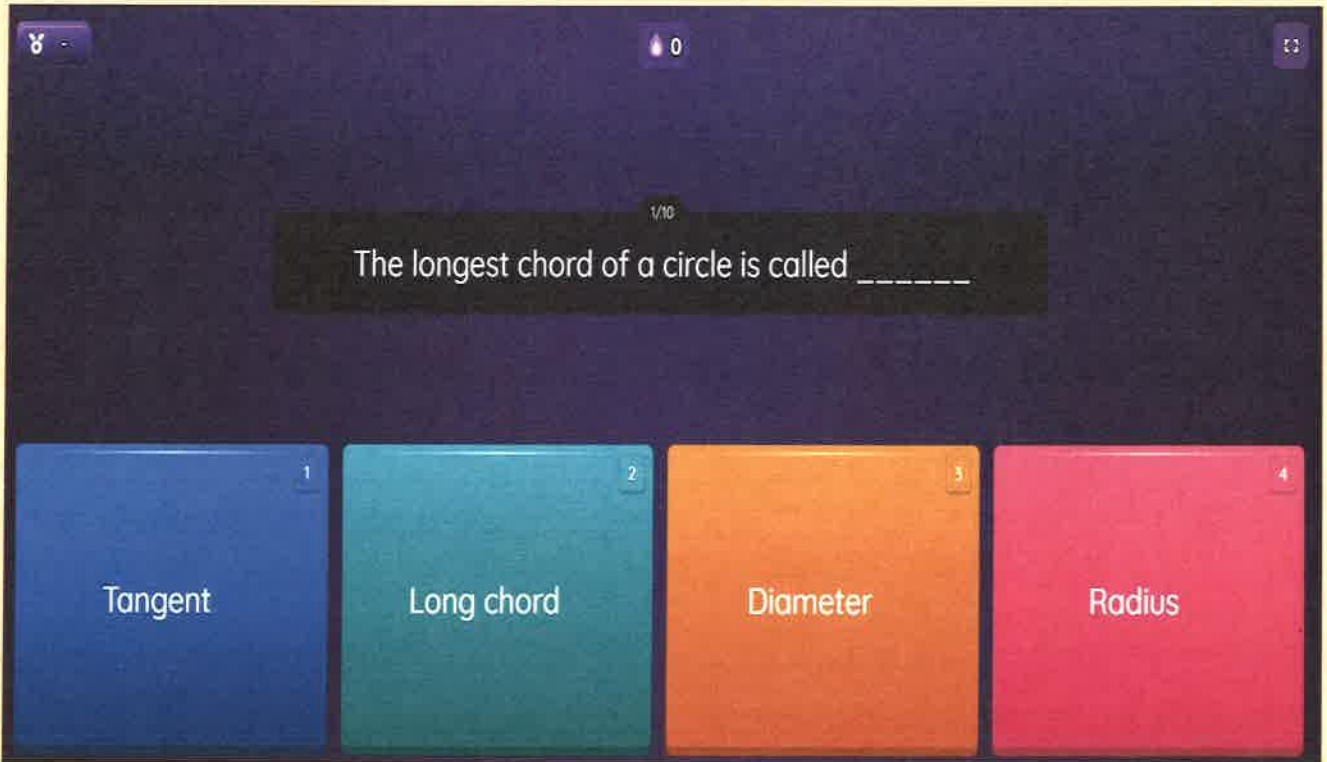 0
1/10
The longest chord of a circle is called ______
1
2
3
4
Tangent
Long chord
Diameter
Radius